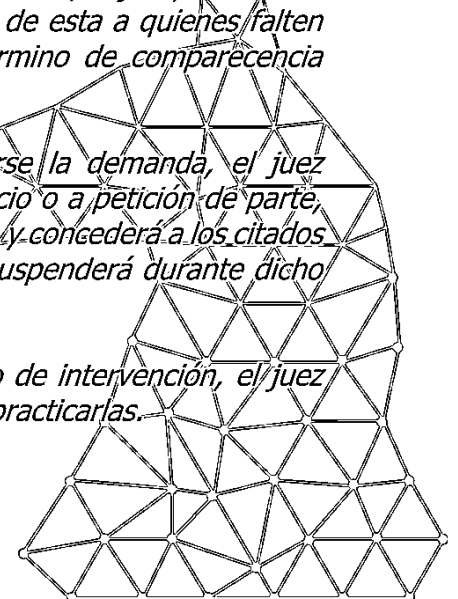 de esta a quienes falten
rmino de comparecencia
rse la demanda, el juez
cio o a petición de parte,
y concederá a los citados
uspenderá durante dicho
o de intervención, el juez
practicarlas.